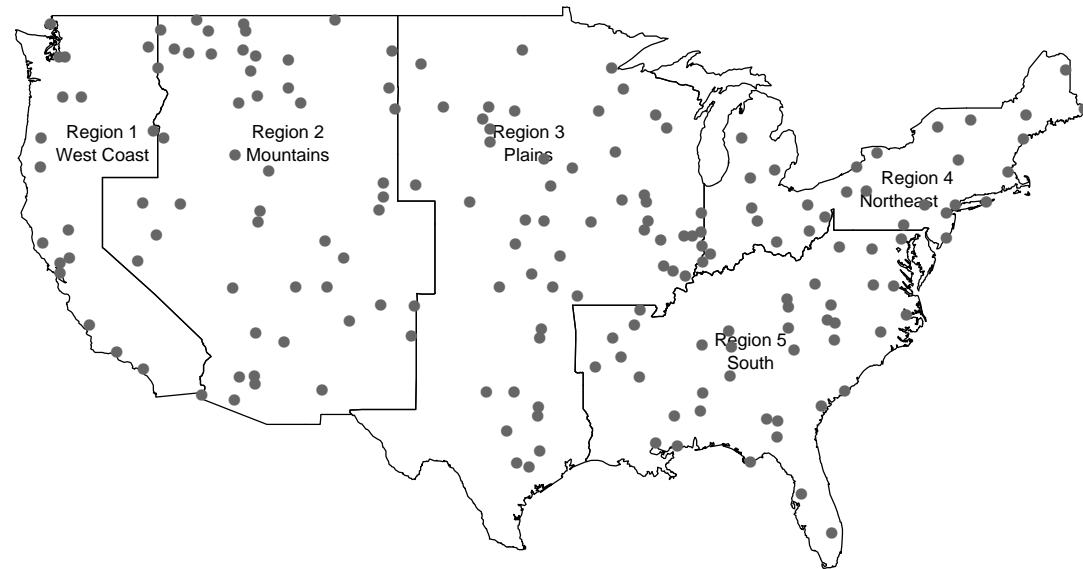 Region 1
West Coast
Region 2
Mountains
Region 3
Plains
Region 4
Northeast
Region 5
South